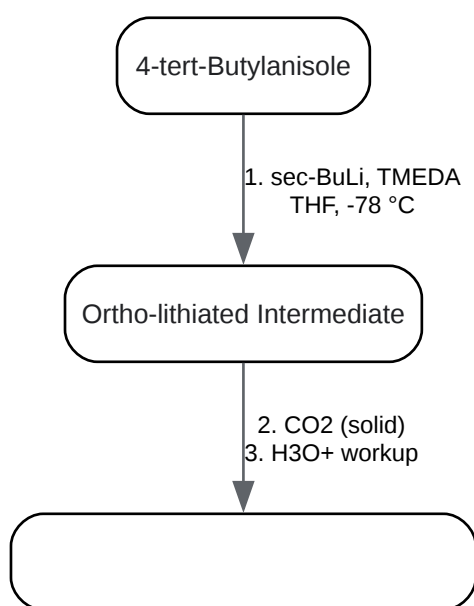 4-tert-Butylanisole
1. sec-BuLi, TMEDA
THF, -78 °C
Ortho-lithiated Intermediate
2. CO2 (solid)
3. H3O+ workup